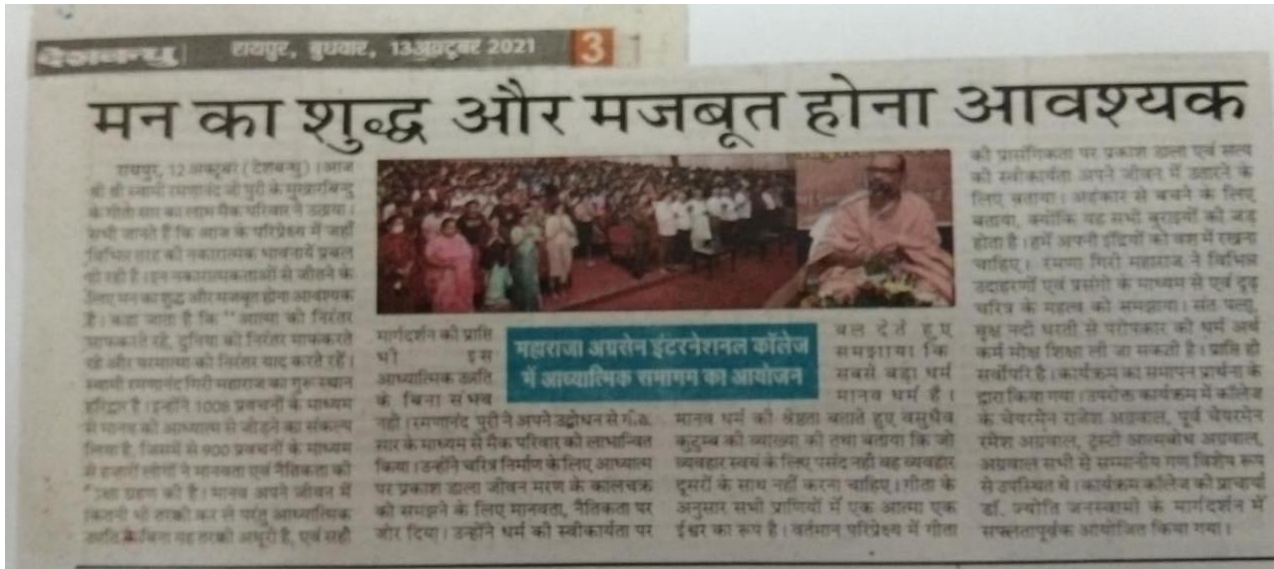 देशबन्धु
रायपुर, बुधवार, 13 अक्टूबर 2021
3
मन का शुद्ध और मजबूत होना आवश्यक
रायपुर, 12 अक्टूबर (देशबन्धु)। आज
श्री श्री स्वामी रमणानंद जी पुरी के मुखारबिन्द
के गीता सार का लाभ मैक परिवार ने उठाया।
सभी जानते हैं कि आज के परिप्रेक्ष्य में जहाँ
विभिन्न तरह की नकारात्मक भावनायें प्रबल
हो रही है। इन नकारात्मकताओं से जीतने के
लिए मन का शुद्ध और मजबूत होना आवश्यक
है। कहा जाता है कि '' आत्मा को निरंतर
माफ करते रहें, दुनिया को निरंतर माफ करते
रहें और परमात्मा को निरंतर याद करते रहें।
स्वामी रमणानंद गिरी महाराज का गुरू स्थान
हरिद्वार है। इन्होंने 1008 प्रवचनों के माध्यम
से मानव को आध्यात्म से जोड़ने का संकल्प
लिया है, जिसमें से 900 प्रवचनों के माध्यम
से हजारों लोगों ने मानवता एवं नैतिकता की
ग्रहण की है। मानव अपने जीवन में
कितनी भी तरक्की कर ले परंतु आध्यात्मिक
उन्नति के बिना यह तरक्की अधूरी है, एवं सही
मार्गदर्शन की प्राप्ति
भी इस
आध्यात्मिक उन्नति
के बिना संभव
नहीं। रमणानंद पुरी ने अपने उद्बोधन से
सार के माध्यम से मैक परिवार को लाभान्वित
किया। उन्होंने चरित्र निर्माण के लिए आध्यात्म
पर प्रकाश डाला जीवन मरण के कालचक्र
को समझने के लिए मानवता, नैतिकता पर
जोर दिया। उन्होंने धर्म की स्वीकार्यता पर
महाराजा अग्रसेन इंटरनेशनल कॉलेज
में आध्यात्मिक समागम का आयोजन
बल देते हुए
समझाया कि
सबसे बड़ा धर्म
मानव धर्म है।
मानव धर्म की श्रेष्ठता बताते हुए वसुधैव
कुटुम्ब की व्याख्या की तथा बताया कि जो
व्यवहार स्वयं के लिए पसंद नहीं वह व्यवहार
दूसरों के साथ नहीं करना चाहिए। गीता के
अनुसार सभी प्राणियों में एक आत्मा एक
ईश्वर का रूप है। वर्तमान परिप्रेक्ष्य में गीता
की प्रासंगिकता पर प्रकाश डाला एवं सत्य
की स्वीकार्यता अपने जीवन में उतारने के
लिए बताया। अहंकार से बचने के लिए
बताया, क्योंकि यह सभी बुराइयों की जड़
होता है। हमें अपनी इंद्रियों को वश में रखना
चाहिए। रमणा गिरी महाराज ने विभिन्न
उदाहरणों एवं प्रसंगो के माध्यम से एवं दृढ़
चरित्र के महत्व को समझाया। संत
वृक्ष नदी धरती से परोपकार की धर्म अर्थ
कर्म मोक्ष शिक्षा ली जा सकती है। प्राप्ति ही
सर्वोपरि है। कार्यक्रम का समापन प्रार्थना के
द्वारा किया गया। उपरोक्त कार्यक्रम में कॉलेज
के चेयरमेन राजेश अग्रवाल, पूर्व चेयरमेन
रमेश अग्रवाल, ट्रस्टी आत्मबोध अग्रवाल,
अग्रवाल सभी से सम्मानीय गण विशेष रूप
से उपस्थित थे। कार्यक्रम कॉलेज की प्राचार्या
डॉ. ज्योति जनस्वामी के मार्गदर्शन में
सफ्लतापूर्वक आयोजित किया गया।